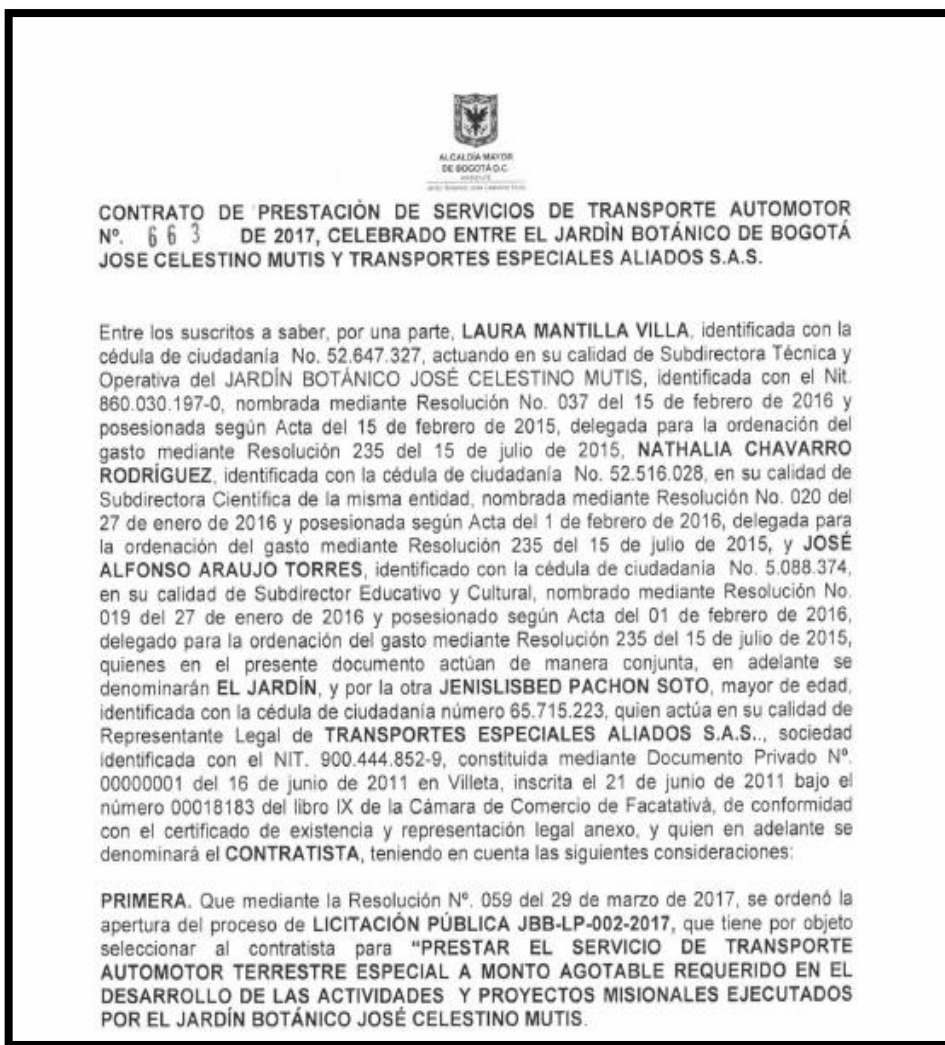 ALCALDÍA MAYOR
DE BOGOTÁ D.C.
CONTRATO DE PRESTACIÓN DE SERVICIOS DE TRANSPORTE AUTOMOTOR
Nº. 663 DE 2017, CELEBRADO ENTRE EL JARDÍN BOTÁNICO DE BOGOTÁ
JOSE CELESTINO MUTIS Y TRANSPORTES ESPECIALES ALIADOS S.A.S.
Entre los suscritos a saber, por una parte, LAURA MANTILLA VILLA, identificada con la
cédula de ciudadanía No. 52.647.327, actuando en su calidad de Subdirectora Técnica y
Operativa del JARDÍN BOTÁNICO JOSÉ CELESTINO MUTIS, identificada con el Nit.
860.030.197-0, nombrada mediante Resolución No. 037 del 15 de febrero de 2016 y
posesionada según Acta del 15 de febrero de 2015, delegada para la ordenación del
gasto mediante Resolución 235 del 15 de julio de 2015, NATHALIA CHAVARRO
RODRÍGUEZ, identificada con la cédula de ciudadanía No. 52.516.028, en su calidad de
Subdirectora Científica de la misma entidad, nombrada mediante Resolución No. 020 del
27 de enero de 2016 y posesionada según Acta del 1 de febrero de 2016, delegada para
la ordenación del gasto mediante Resolución 235 del 15 de julio de 2015, y JOSÉ
ALFONSO ARAUJO TORRES, identificado con la cédula de ciudadanía No. 5.088.374,
en su calidad de Subdirector Educativo y Cultural, nombrado mediante Resolución No.
019 del 27 de enero de 2016 y posesionado según Acta del 01 de febrero de 2016,
delegado para la ordenación del gasto mediante Resolución 235 del 15 de julio de 2015,
quienes en el presente documento actúan de manera conjunta, en adelante se
denominarán EL JARDÍN, y por la otra JENISLISBED PACHON SOTO, mayor de edad,
identificada con la cédula de ciudadanía número 65.715.223, quien actúa en su calidad de
Representante Legal de TRANSPORTES ESPECIALES ALIADOS S.A.S.., sociedad
identificada con el NIT. 900.444.852-9, constituida mediante Documento Privado Nº.
00000001 del 16 de junio de 2011 en Villeta, inscrita el 21 de junio de 2011 bajo el
número 00018183 del libro IX de la Cámara de Comercio de Facatativá, de conformidad
con el certificado de existencia y representación legal anexo, y quien en adelante se
denominará el CONTRATISTA, teniendo en cuenta las siguientes consideraciones:
PRIMERA. Que mediante la Resolución Nº. 059 del 29 de marzo de 2017, se ordenó la
apertura del proceso de LICITACIÓN PÚBLICA JBB-LP-002-2017, que tiene por objeto
seleccionar al contratista para "PRESTAR EL SERVICIO DE TRANSPORTE
AUTOMOTOR TERRESTRE ESPECIAL A MONTO AGOTABLE REQUERIDO EN EL
DESARROLLO DE LAS ACTIVIDADES Y PROYECTOS MISIONALES EJECUTADOS
POR EL JARDÍN BOTÁNICO JOSÉ CELESTINO MUTIS.